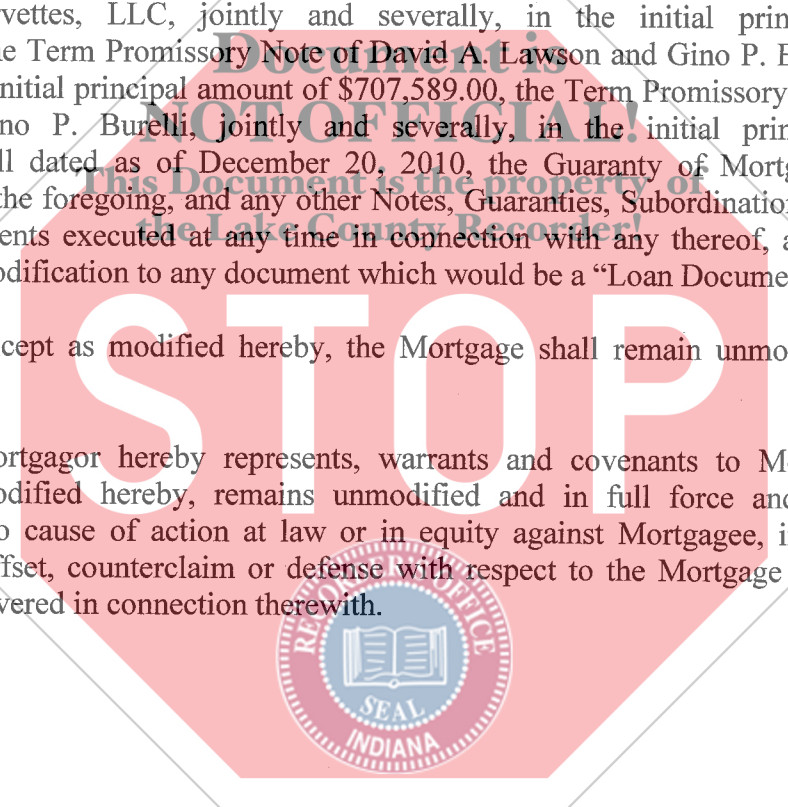 rvettes, LLC, jointly and severally, in the initial prin
e Term Promissory Note of David A. Lawson and Gino P. B
nitial principal amount of $707,589.00, the Term Promissory
no P. Burelli, jointly and severally, in the initial prin
ll dated as of December 20, 2010, the Guaranty of Mortg
the foregoing, and any other Notes, Guaranties, Subordination
ents executed at any time in connection with any thereof, a
odification to any document which would be a “Loan Docume
cept as modified hereby, the Mortgage shall remain unmo
ortgagor hereby represents, warrants and covenants to M
odified hereby, remains unmodified and in full force and
o cause of action at law or in equity against Mortgagee, i
ffset, counterclaim or defense with respect to the Mortgage
vered in connection therewith.
Document is
NOT OFFICIAL!
This Document is the property of
the Lake County Recorder!
STOP
RECORDER'S OFFICE
SEAL
INDIANA